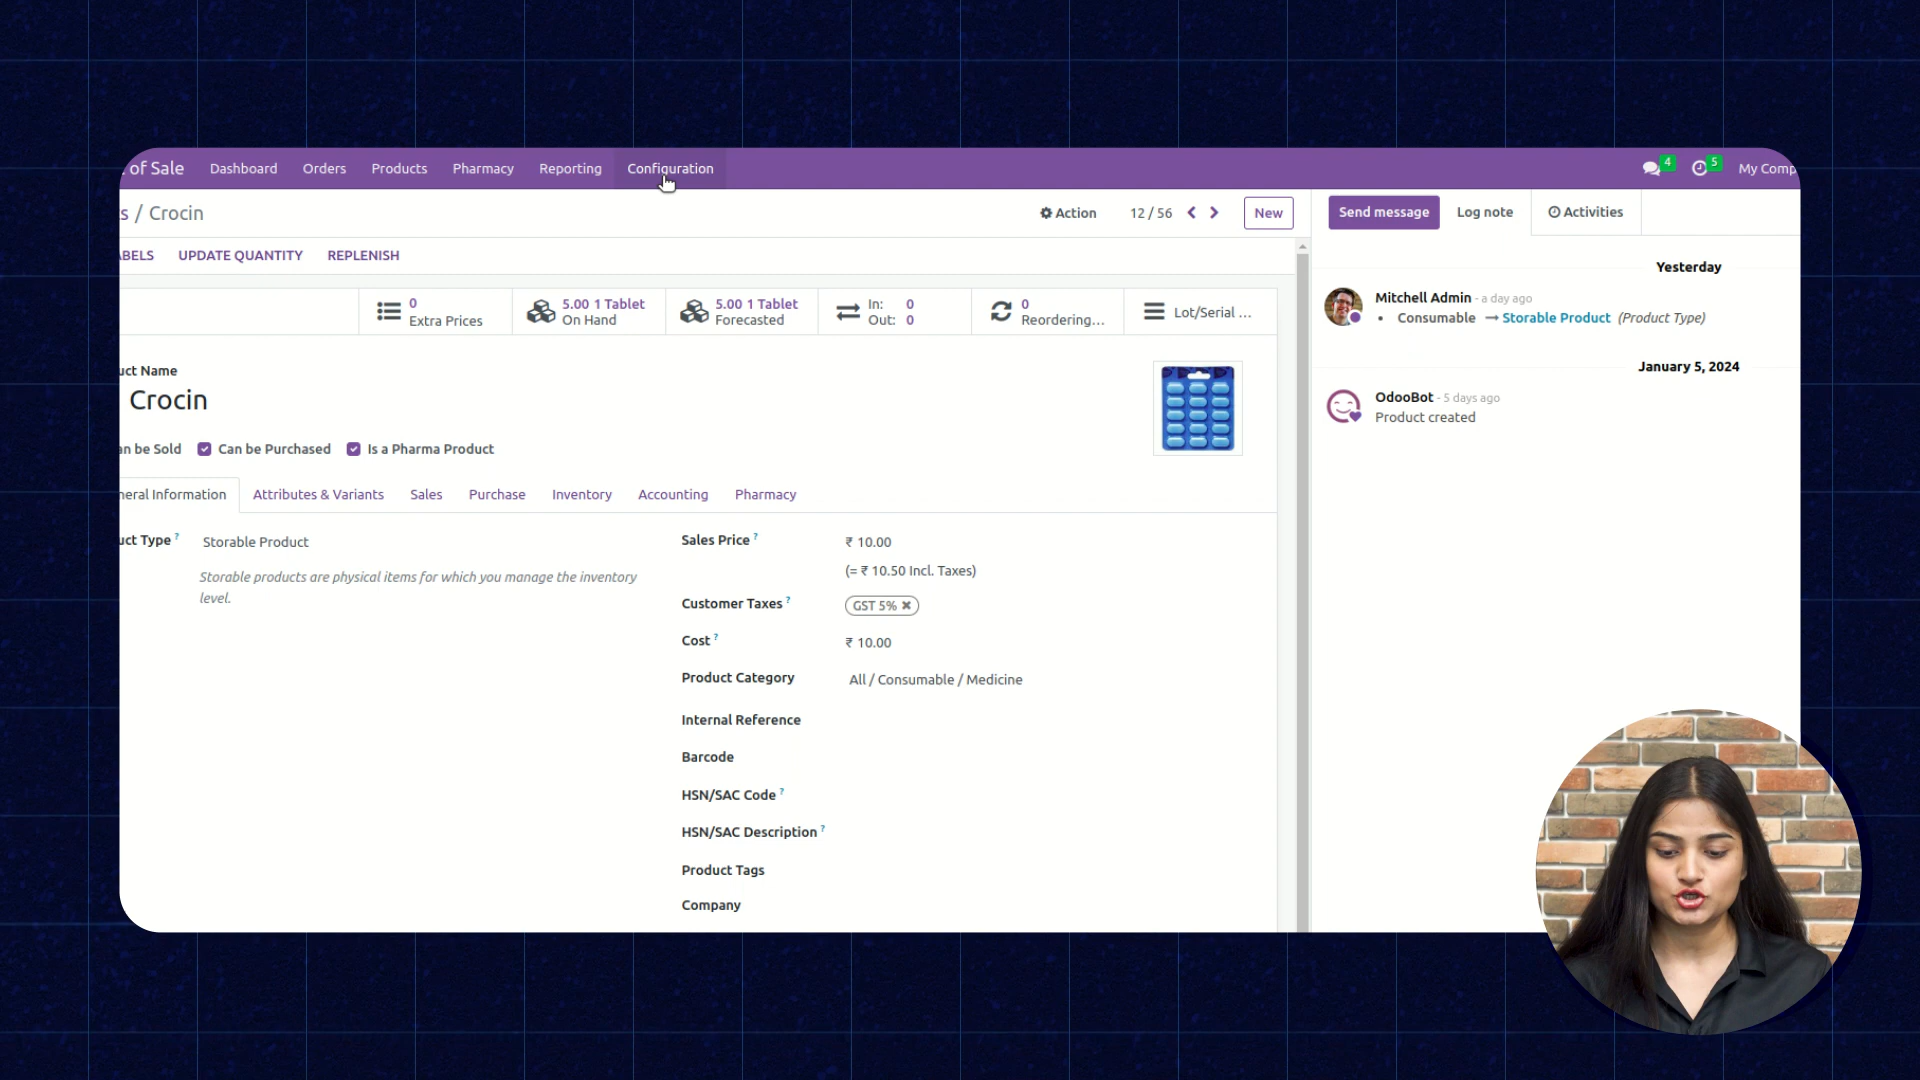 of Sale Dashboard Orders Products Pharmacy Reporting Configuration 4 5 My Comp
s / Crocin Action 12 / 56 New Send message Log note Activities
ABELS UPDATE QUANTITY REPLENISH
0 Extra Prices
5.00 1 Tablet On Hand
5.00 1 Tablet Forecasted
In: 0
Out: 0
0 Reordering...
Lot/Serial ...
uct Name
Crocin
an be Sold Can be Purchased Is a Pharma Product
neral Information Attributes & Variants Sales Purchase Inventory Accounting Pharmacy
uct Type ? Storable Product
Storable products are physical items for which you manage the inventory
level.
Sales Price ? ₹ 10.00
(= ₹ 10.50 Incl. Taxes)
Customer Taxes ? GST 5% ✖
Cost ? ₹ 10.00
Product Category All / Consumable / Medicine
Internal Reference
Barcode
HSN/SAC Code ?
HSN/SAC Description ?
Product Tags
Company
Yesterday
Mitchell Admin - a day ago
• Consumable → Storable Product (Product Type)
January 5, 2024
OdooBot - 5 days ago
Product created